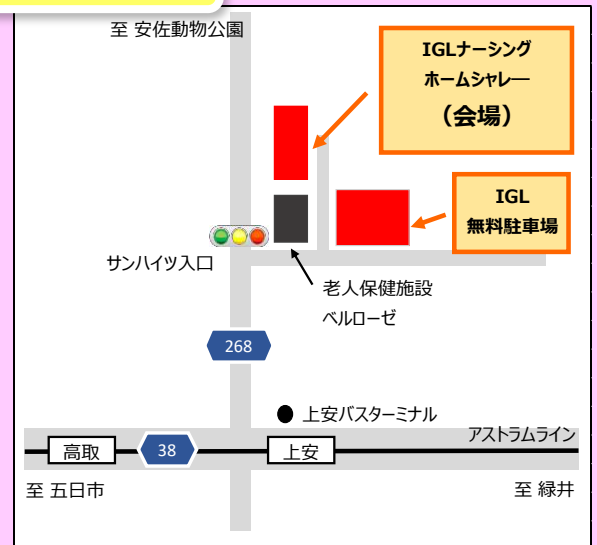 至 安佐動物公園
IGLナーシング
ホームシャレー
（会場）
IGL
無料駐車場
サンハイツ入口
老人保健施設
ベルローゼ
268
上安バスターミナル
アストラムライン
高取
38
上安
至 五日市
至 緑井